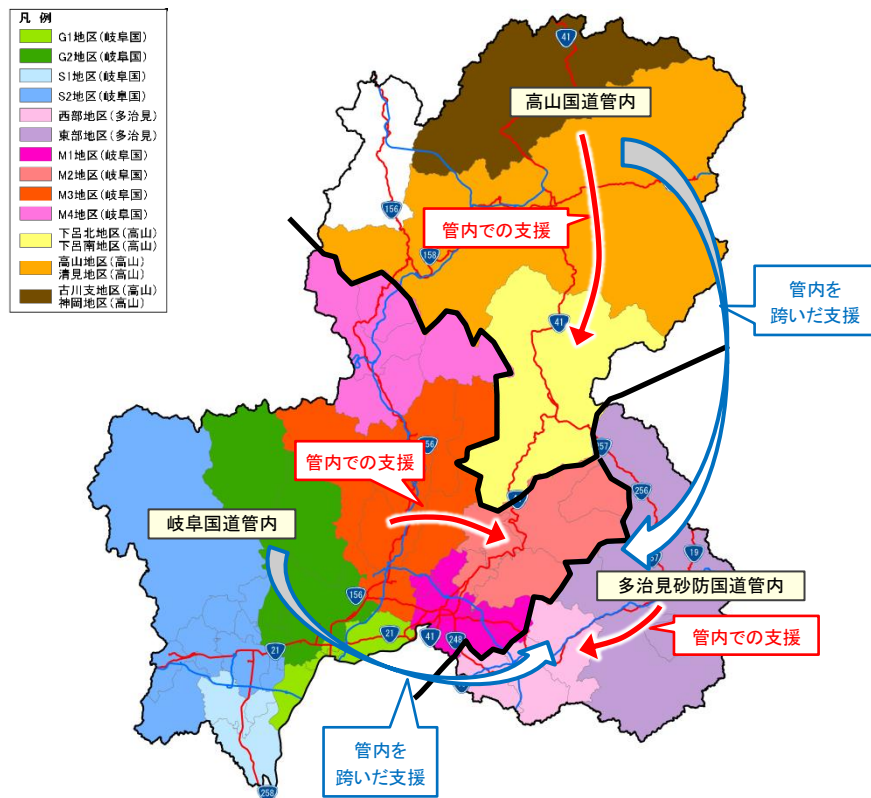 凡 例
G1地区(岐阜国)
G2地区(岐阜国)
S1地区(岐阜国)
S2地区(岐阜国)
西部地区(多治見)
東部地区(多治見)
M1地区(岐阜国)
M2地区(岐阜国)
M3地区(岐阜国)
M4地区(岐阜国)
下呂北地区(高山)
下呂南地区(高山)
高山地区(高山)
清見地区(高山)
古川支地区(高山)
神岡地区(高山)
41
高山国道管内
156
管内での支援
158
管内を
跨いだ支援
41
156
257
管内での支援
256
岐阜国道管内
19
多治見砂防国道管内
156
21
41
248
21
管内での支援
管内を
跨いだ支援
258